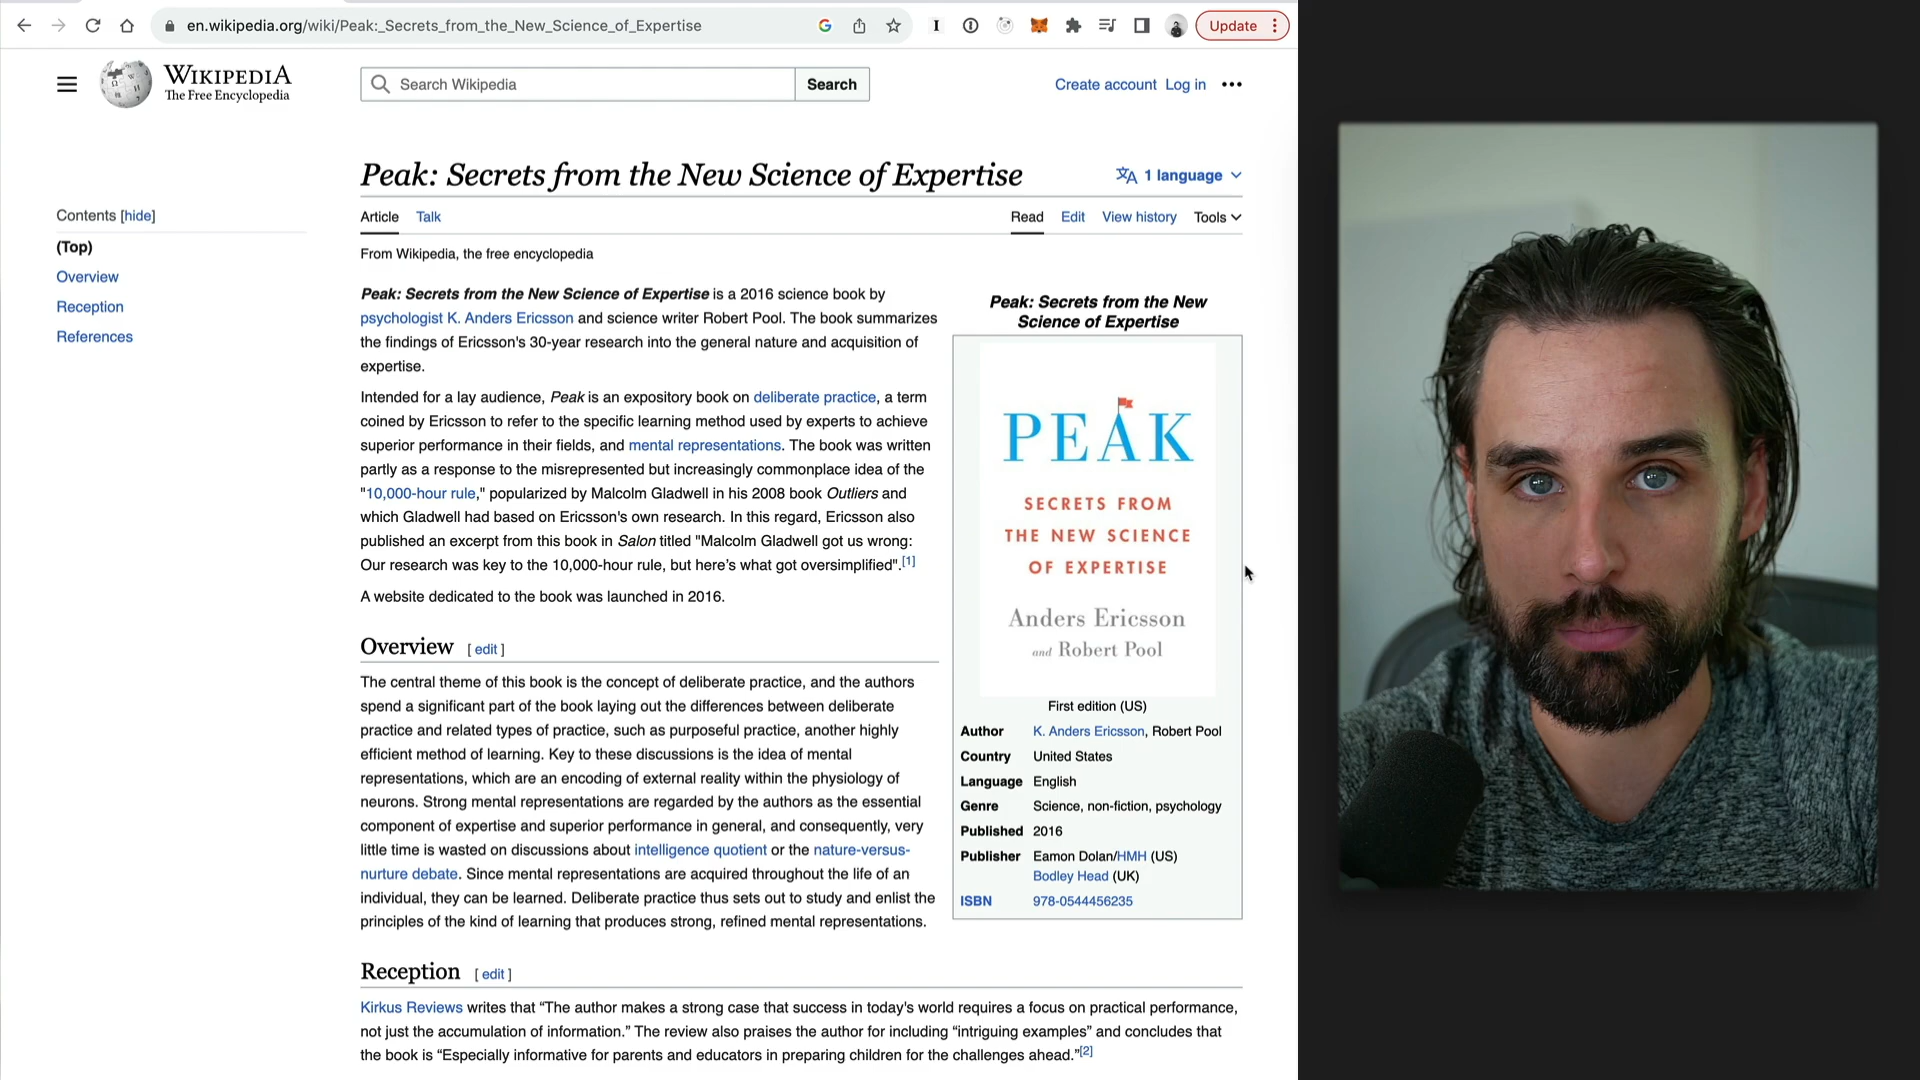 en.wikipedia.org/wiki/Peak:_Secrets_from_the_New_Science_of_Expertise
Update
WIKIPEDIA
The Free Encyclopedia
Search Wikipedia
Search
Create account Log in
Peak: Secrets from the New Science of Expertise
1 language
Contents [hide]
(Top)
Overview
Reception
References
Article Talk
Read Edit View history Tools
From Wikipedia, the free encyclopedia
Peak: Secrets from the New Science of Expertise is a 2016 science book by
psychologist K. Anders Ericsson and science writer Robert Pool. The book summarizes
the findings of Ericsson's 30-year research into the general nature and acquisition of
expertise.
Intended for a lay audience, Peak is an expository book on deliberate practice, a term
coined by Ericsson to refer to the specific learning method used by experts to achieve
superior performance in their fields, and mental representations. The book was written
partly as a response to the misrepresented but increasingly commonplace idea of the
"10,000-hour rule," popularized by Malcolm Gladwell in his 2008 book Outliers and
which Gladwell had based on Ericsson's own research. In this regard, Ericsson also
published an excerpt from this book in Salon titled "Malcolm Gladwell got us wrong:
Our research was key to the 10,000-hour rule, but here's what got oversimplified".[1]
A website dedicated to the book was launched in 2016.
Overview [ edit ]
The central theme of this book is the concept of deliberate practice, and the authors
spend a significant part of the book laying out the differences between deliberate
practice and related types of practice, such as purposeful practice, another highly
efficient method of learning. Key to these discussions is the idea of mental
representations, which are an encoding of external reality within the physiology of
neurons. Strong mental representations are regarded by the authors as the essential
component of expertise and superior performance in general, and consequently, very
little time is wasted on discussions about intelligence quotient or the nature-versus-
nurture debate. Since mental representations are acquired throughout the life of an
individual, they can be learned. Deliberate practice thus sets out to study and enlist the
principles of the kind of learning that produces strong, refined mental representations.
Peak: Secrets from the New
Science of Expertise
PEAK
SECRETS FROM
THE NEW SCIENCE
OF EXPERTISE
Anders Ericsson
and Robert Pool
First edition (US)
Author K. Anders Ericsson, Robert Pool
Country United States
Language English
Genre Science, non-fiction, psychology
Published 2016
Publisher Eamon Dolan/HMH (US)
Bodley Head (UK)
ISBN 978-0544456235
Reception [ edit ]
Kirkus Reviews writes that “The author makes a strong case that success in today's world requires a focus on practical performance,
not just the accumulation of information.” The review also praises the author for including “intriguing examples” and concludes that
the book is “Especially informative for parents and educators in preparing children for the challenges ahead.”[2]